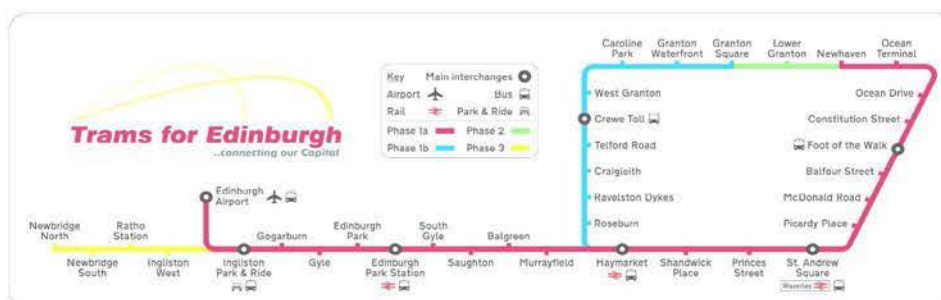 Trams for Edinburgh
...connecting our Capital
Key Main interchanges
Airport Bus
Rail Park & Ride
Phase 1a Phase 2
Phase 1b Phase 3
Caroline
Park
Granton
Waterfront
Granton
Square
Lower
Granton
Newhaven
Ocean
Terminal
West Granton
Crewe Toll
Telford Road
Craigleith
Ravelston Dykes
Roseburn
Ocean Drive
Constitution Street
Foot of the Walk
Balfour Street
McDonald Road
Picardy Place
Edinburgh
Airport
Newbridge
North
Ratho
Station
Gogarburn
Edinburgh
Park
South
Gyle
Balgreen
Newbridge
South
Ingliston
West
Ingliston
Park & Ride
Gyle
Edinburgh
Park Station
Saughton
Murrayfield
Haymarket
Shandwick
Place
Princes
Street
St. Andrew
Square
Waverley